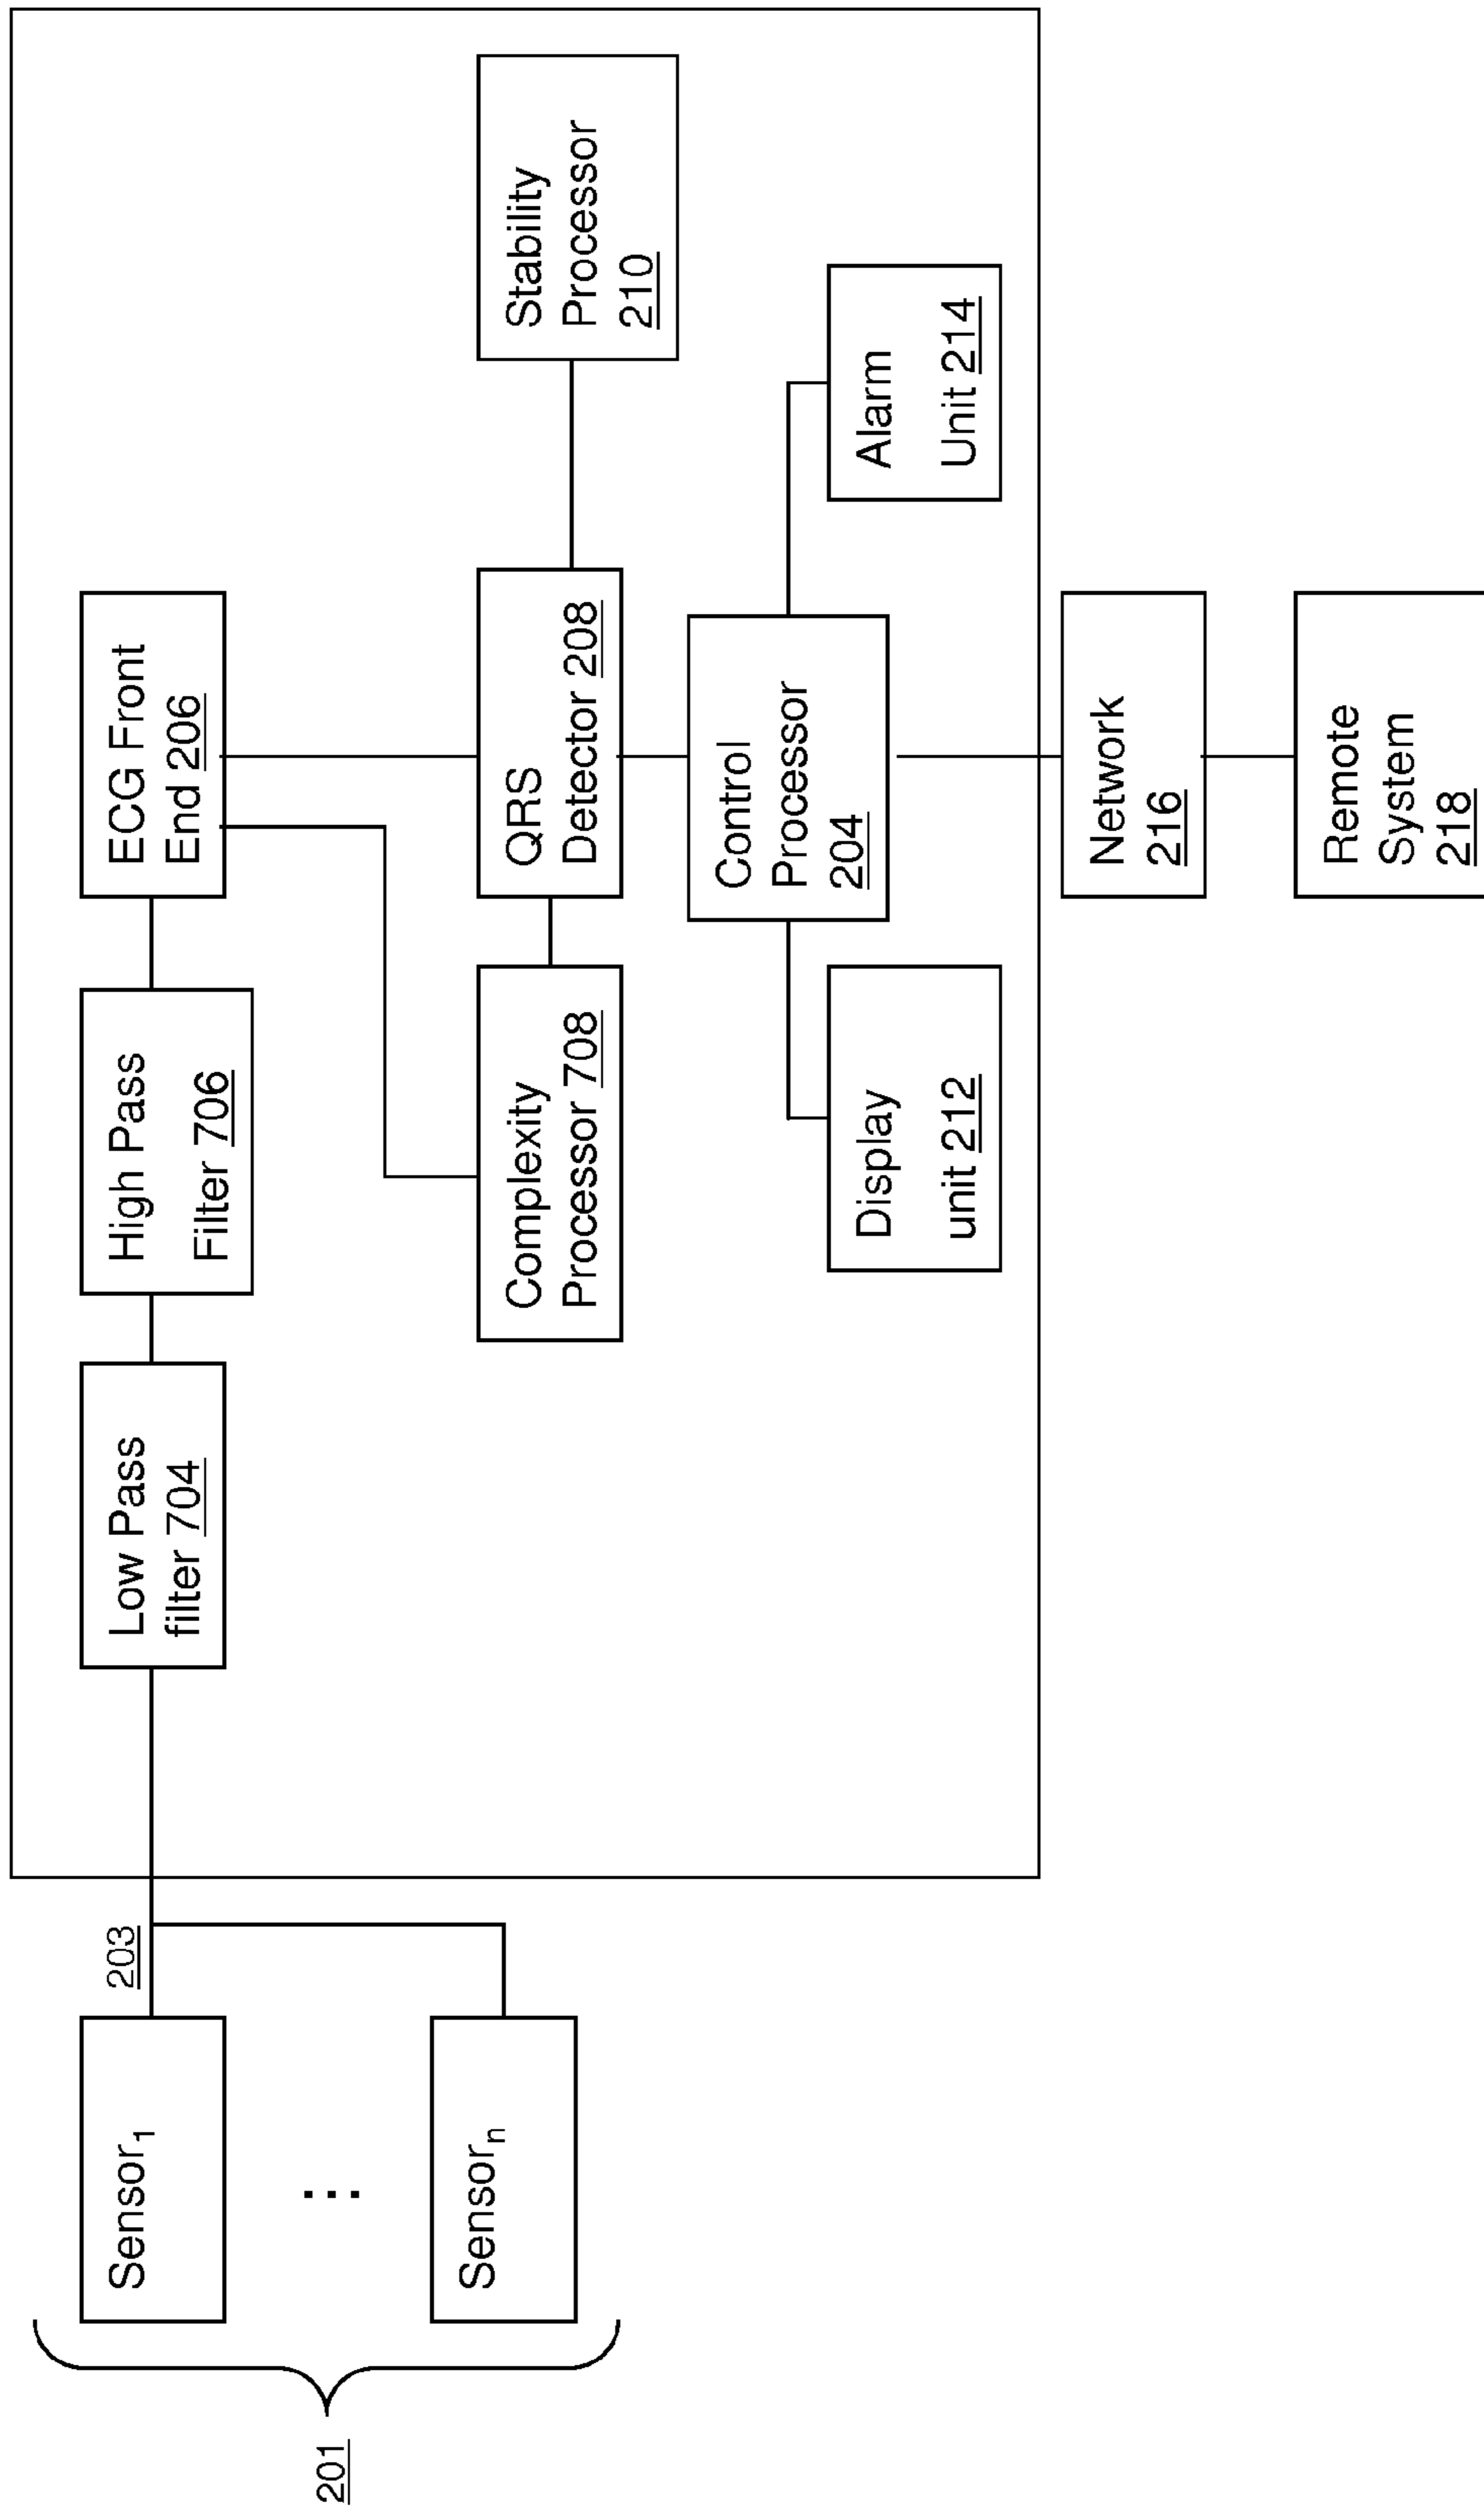 201
Sensor₁
...
Sensorₙ
203
Low Pass
filter 704
High Pass
Filter 706
ECG Front
End 206
Complexity
Processor 708
QRS
Detector 208
Stability
Processor
210
Control
Processor
204
Display
unit 212
Alarm
Unit 214
Network
216
Remote
System
218